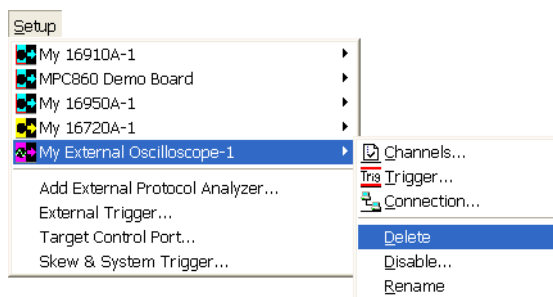 Setup
My 16910A-1
MPC860 Demo Board
My 16950A-1
My 16720A-1
My External Oscilloscope-1
Add External Protocol Analyzer...
External Trigger...
Target Control Port...
Skew & System Trigger...
Channels...
Trig Trigger...
Connection...
Delete
Disable...
Rename